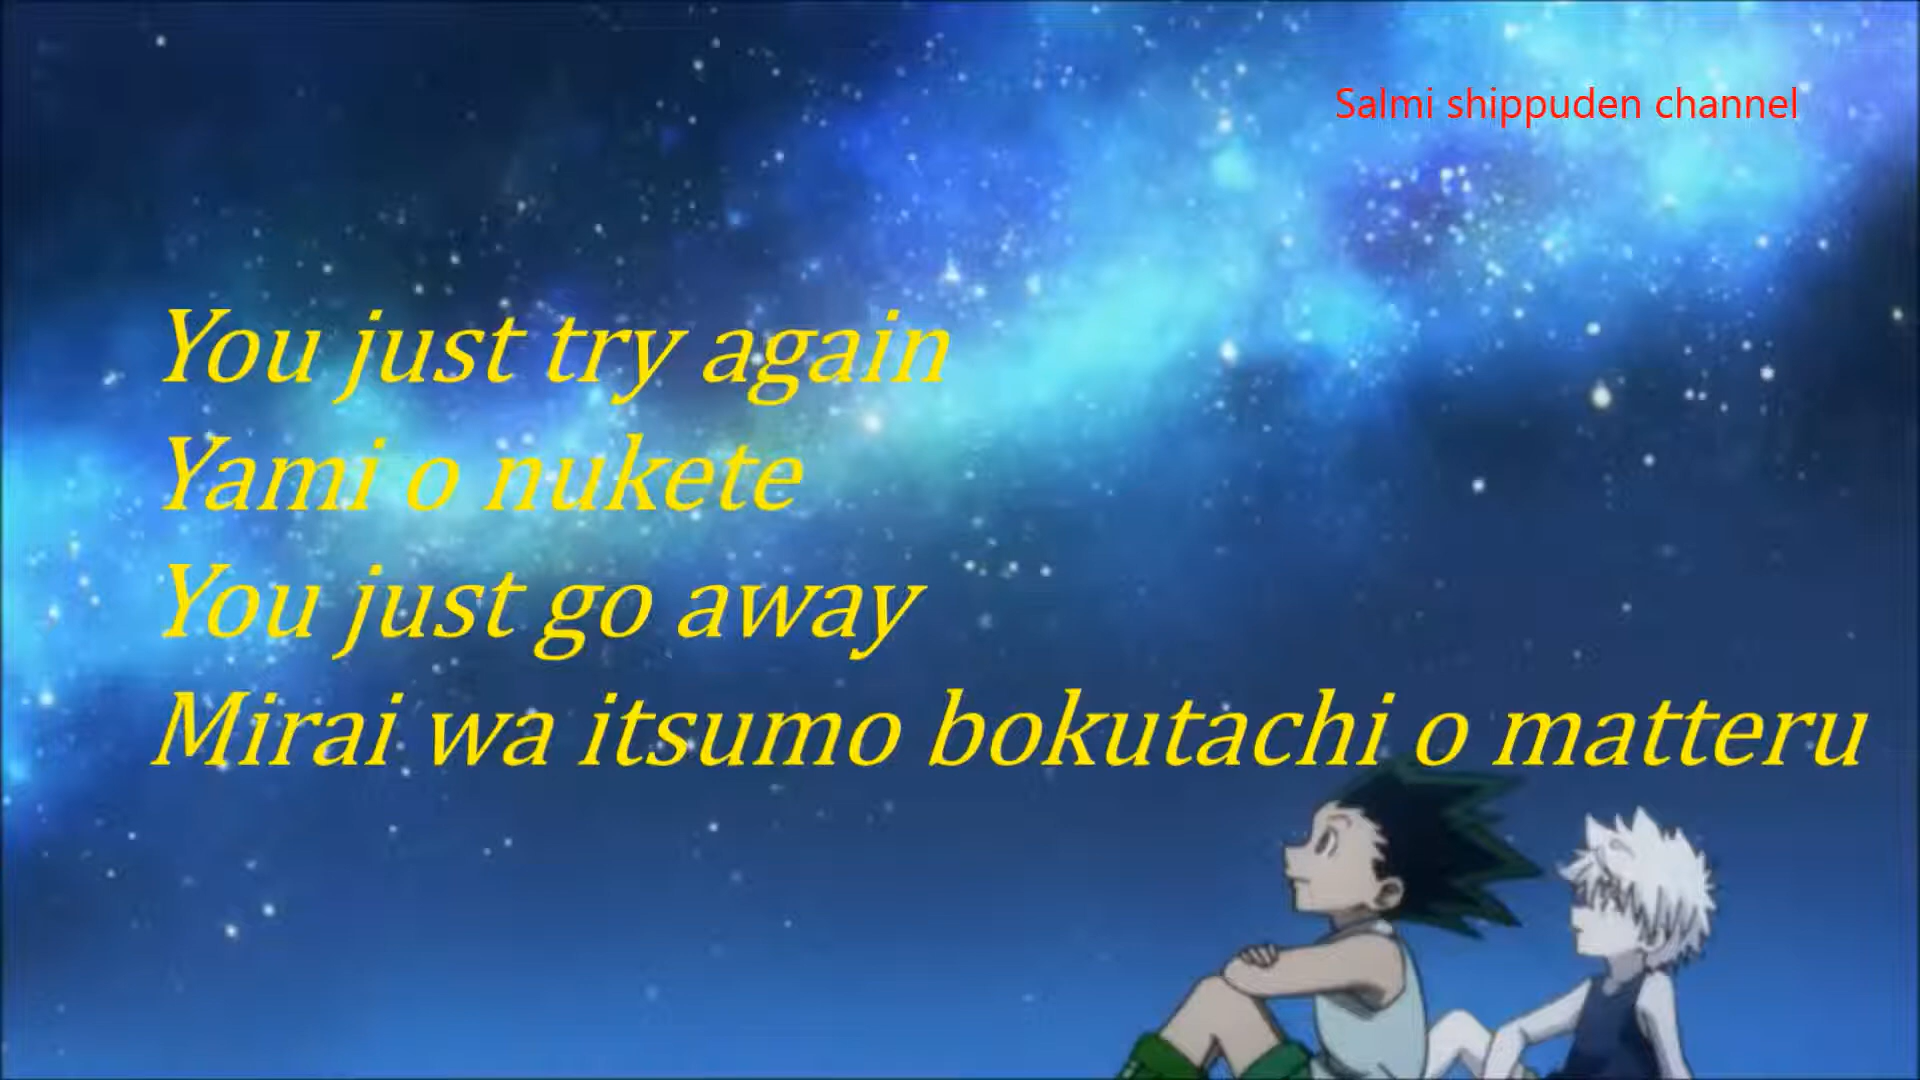 Salmi shippuden channel
You just try again
Yami o nukete
You just go away
Mirai wa itsumo bokutachi o matteru